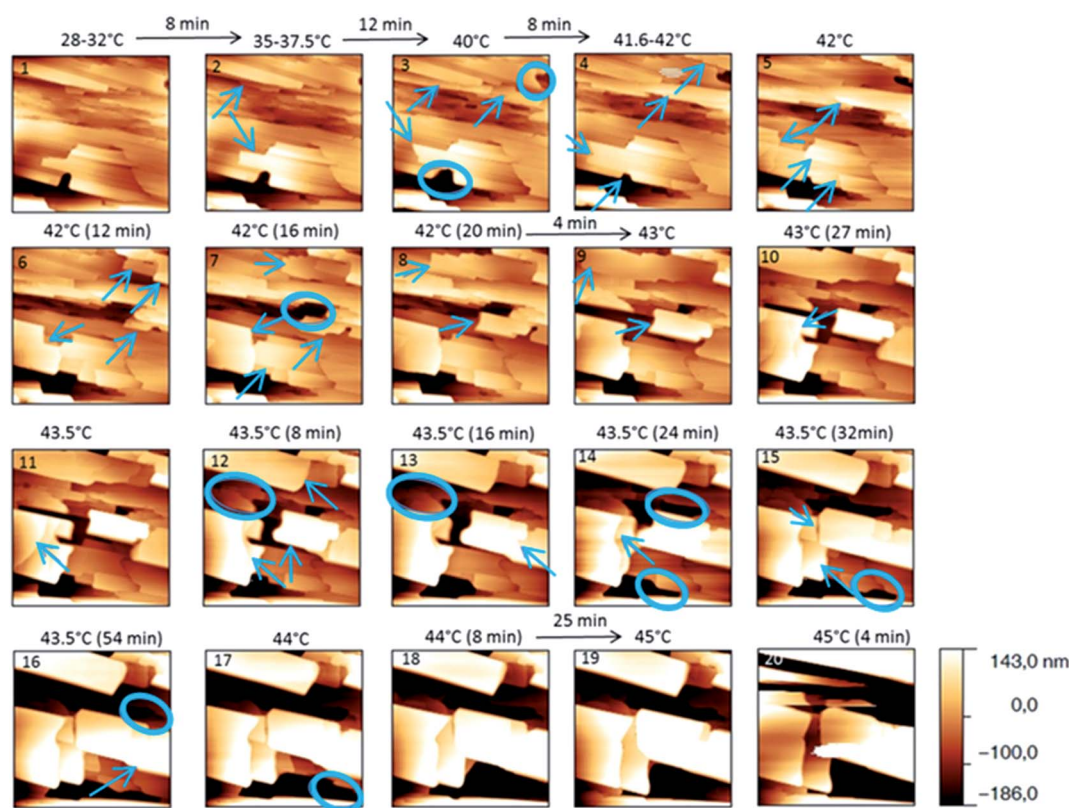 8 min 12 min 8 min
28-32°C 35-37.5°C 40°C 41.6-42°C 42°C
1 2 3 4 5
4 min
42°C (12 min) 42°C (16 min) 42°C (20 min) 43°C 43°C (27 min)
6 7 8 9 10
43.5°C 43.5°C (8 min) 43.5°C (16 min) 43.5°C (24 min) 43.5°C (32min)
11 12 13 14 15
25 min
43.5°C (54 min) 44°C 44°C (8 min) 45°C 45°C (4 min)
16 17 18 19 20
143,0 nm
0,0
-100,0
-186,0